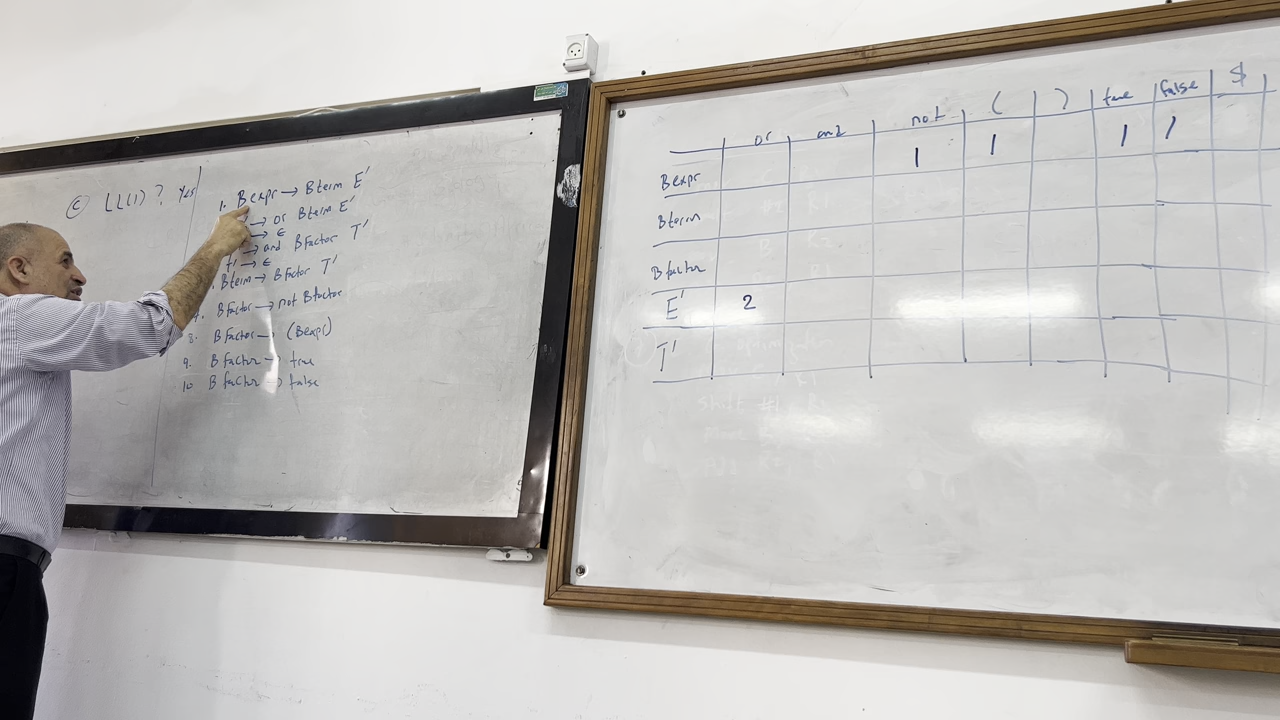 c LL(1)? Yes
1. Bexpr → Bterm E'
→ or Bterm E'
→ ϵ
→ and BFactor T'
T' → ϵ
Bterm → BFactor T'
BFactor → not Bfactor
8. BFactor → (Bexpr)
9. BFactor → true
10 Bfactor → false
or and not ( ) true false $
Bexpr 1 1 1 1
Bterm
Bfactor
E' 2
T'